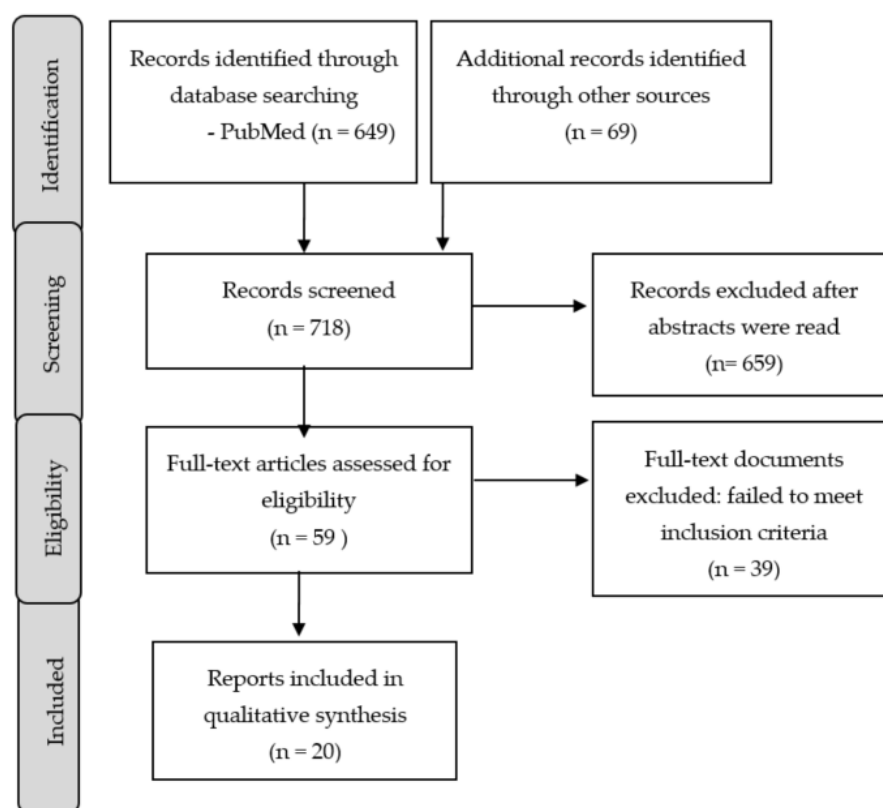 Identification
Records identified through
database searching
- PubMed (n = 649)
Additional records identified
through other sources
(n = 69)
Screening
Records screened
(n = 718)
Records excluded after
abstracts were read
(n= 659)
Eligibility
Full-text articles assessed for
eligibility
(n = 59 )
Full-text documents
excluded: failed to meet
inclusion criteria
(n = 39)
Included
Reports included in
qualitative synthesis
(n = 20)